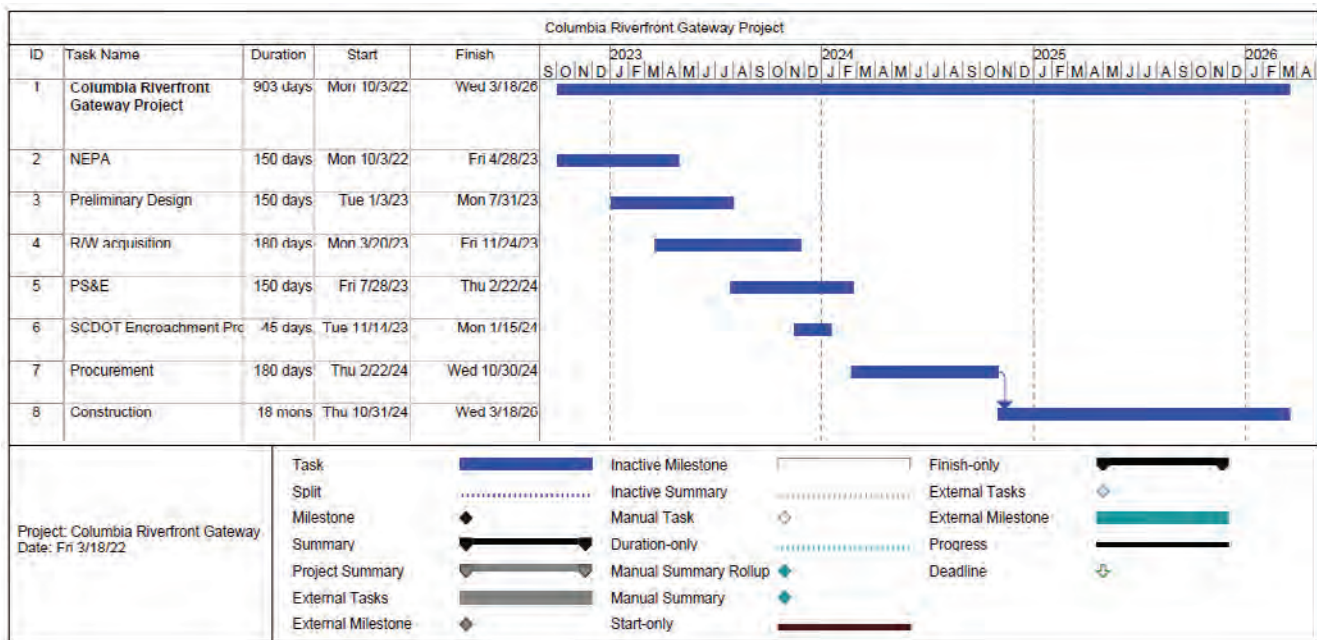 Columbia Riverfront Gateway Project
ID Task Name Duration Start Finish 2023 2024 2025 2026
S O N D J F M A M J J A S O N D J F M A M J J A S O N D J F M A M J J A S O N D J F M A
1 Columbia Riverfront 903 days Mon 10/3/22 Wed 3/18/26
Gateway Project
2 NEPA 150 days Mon 10/3/22 Fri 4/28/23
3 Preliminary Design 150 days Tue 1/3/23 Mon 7/31/23
4 R/W acquisition 180 days Mon 3/20/23 Fri 11/24/23
5 PS&E 150 days Fri 7/28/23 Thu 2/22/24
6 SCDOT Encroachment Prc 45 days Tue 11/14/23 Mon 1/15/24
7 Procurement 180 days Thu 2/22/24 Wed 10/30/24
8 Construction 18 mons Thu 10/31/24 Wed 3/18/26
Project: Columbia Riverfront Gateway
Date: Fri 3/18/22
Task Inactive Milestone Finish-only
Split Inactive Summary External Tasks
Milestone Manual Task External Milestone
Summary Duration-only Progress
Project Summary Manual Summary Rollup Deadline
External Tasks Manual Summary
External Milestone Start-only